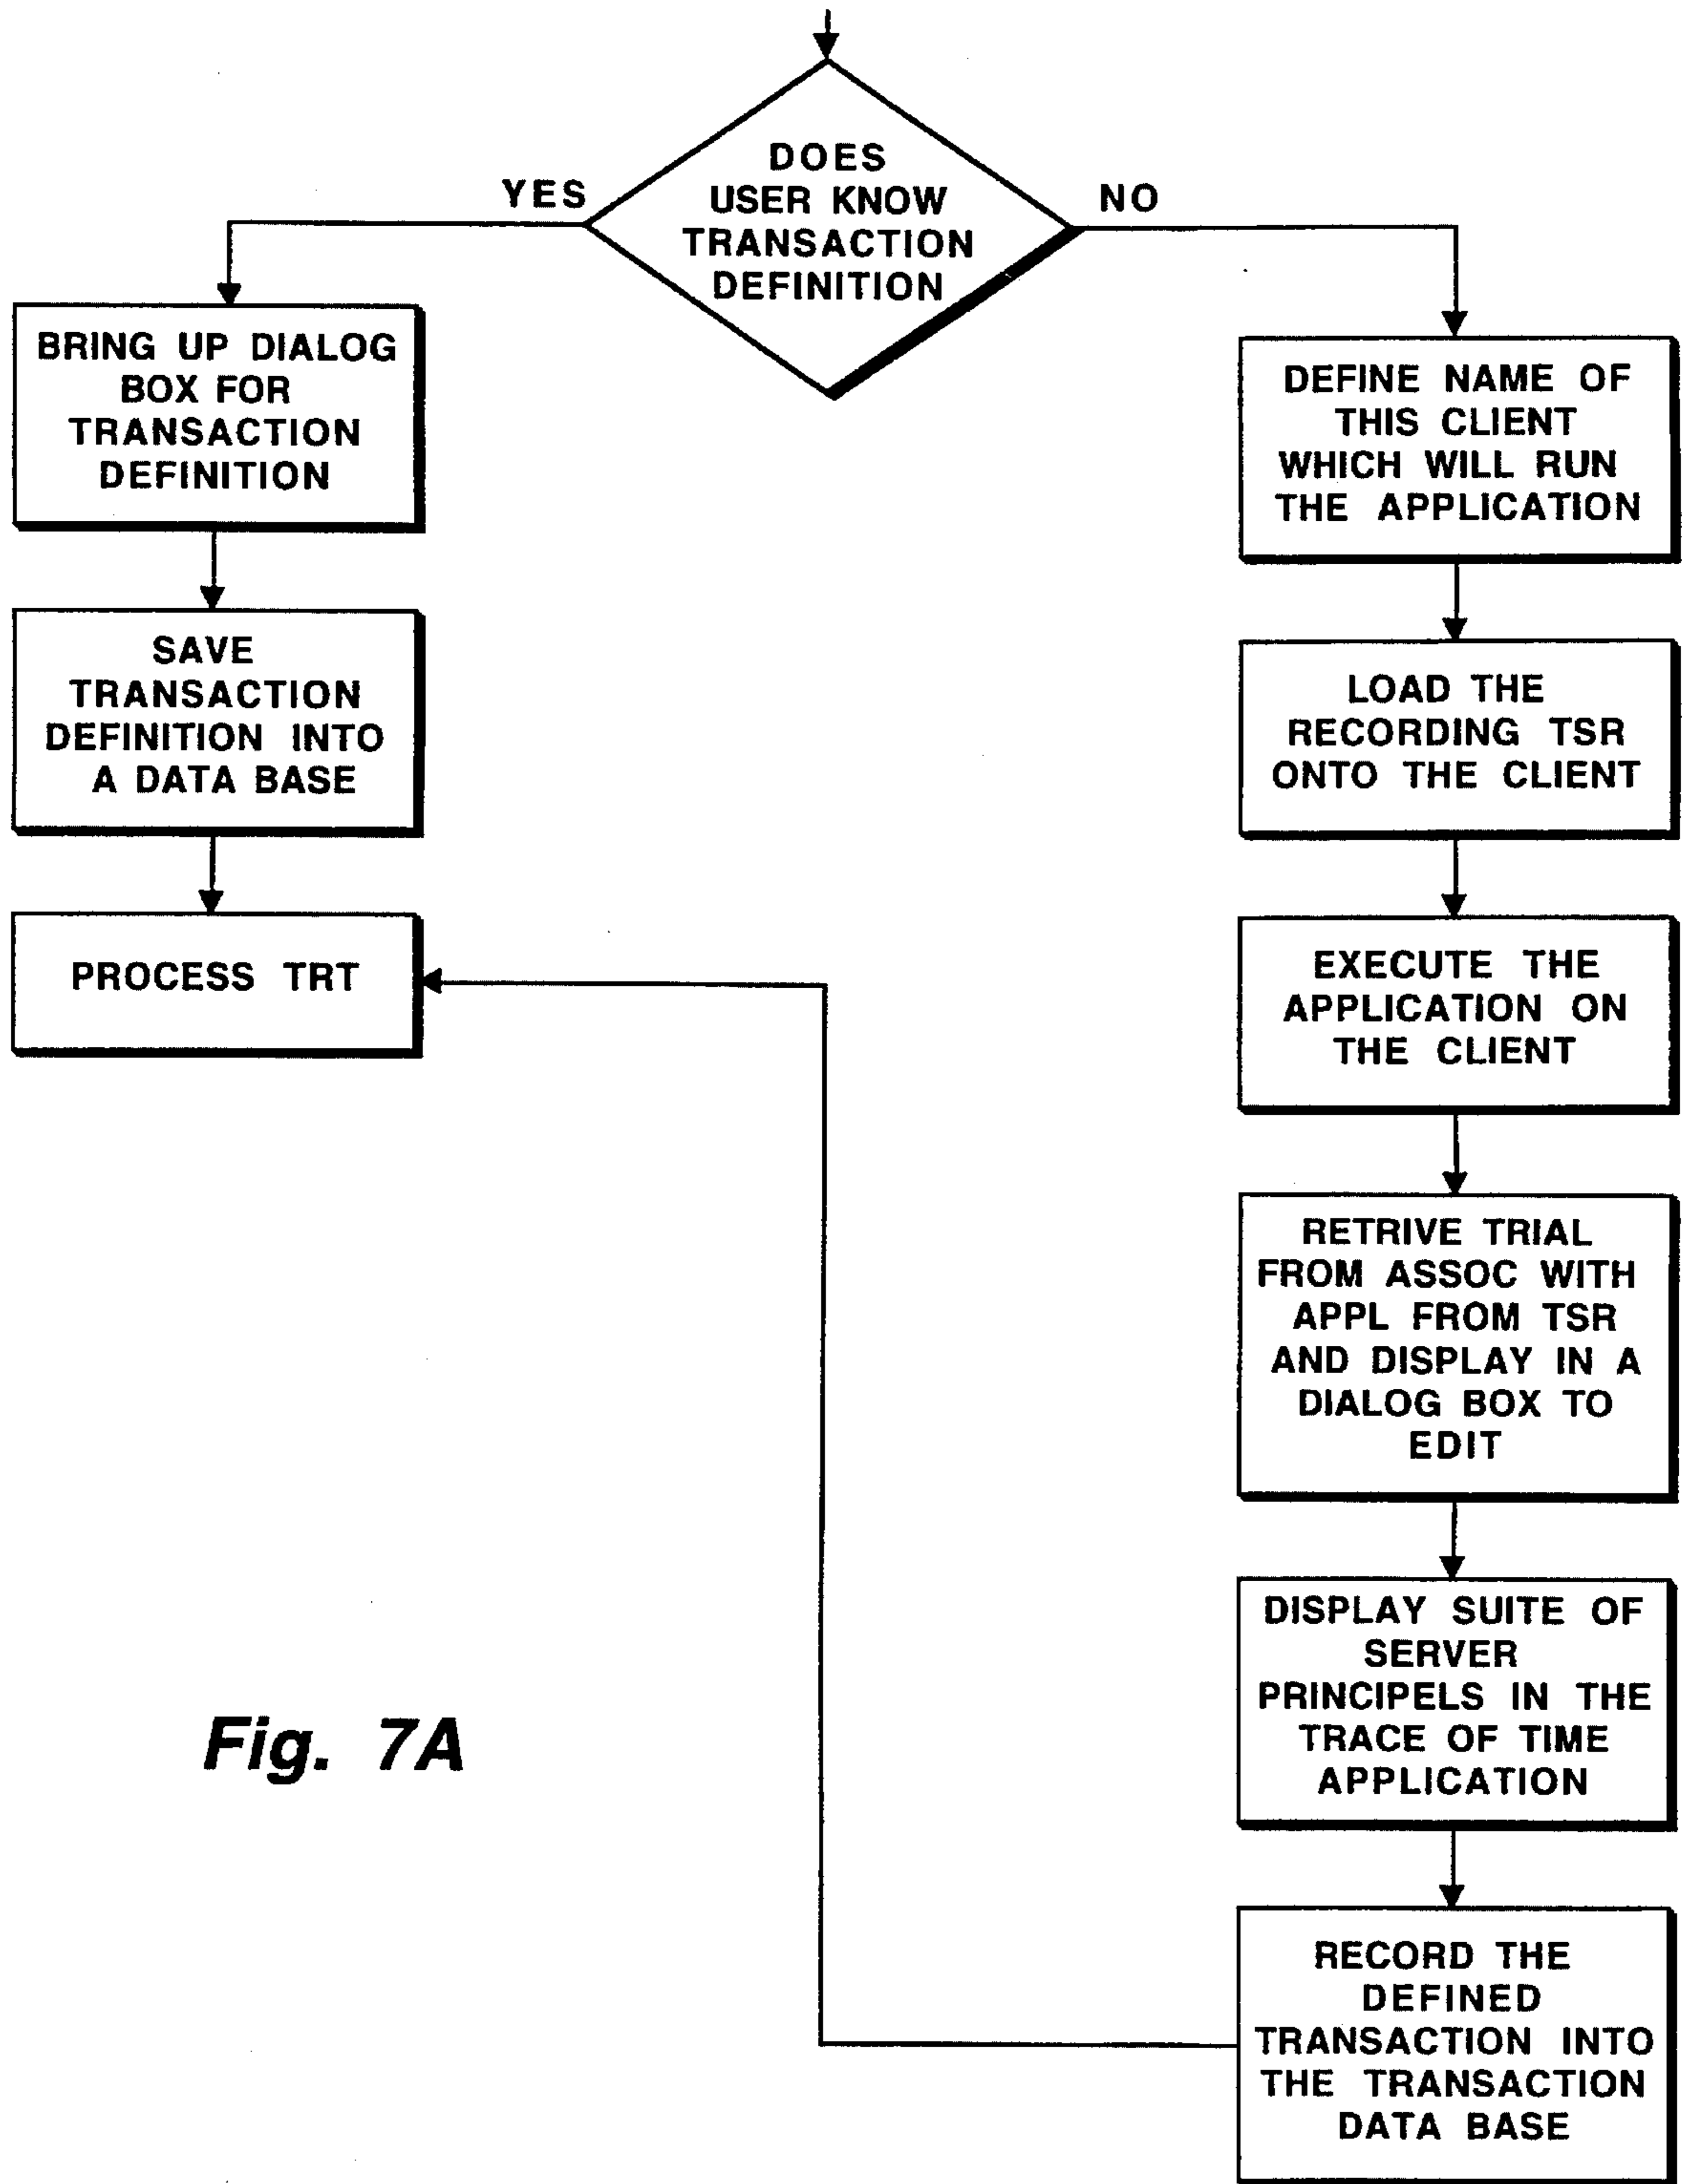 DOES
USER KNOW
TRANSACTION
DEFINITION
YES
NO
BRING UP DIALOG
BOX FOR
TRANSACTION
DEFINITION
SAVE
TRANSACTION
DEFINITION INTO
A DATA BASE
PROCESS TRT
DEFINE NAME OF
THIS CLIENT
WHICH WILL RUN
THE APPLICATION
LOAD THE
RECORDING TSR
ONTO THE CLIENT
EXECUTE THE
APPLICATION ON
THE CLIENT
RETRIVE TRIAL
FROM ASSOC WITH
APPL FROM TSR
AND DISPLAY IN A
DIALOG BOX TO
EDIT
DISPLAY SUITE OF
SERVER
PRINCIPELS IN THE
TRACE OF TIME
APPLICATION
RECORD THE
DEFINED
TRANSACTION INTO
THE TRANSACTION
DATA BASE
Fig. 7A